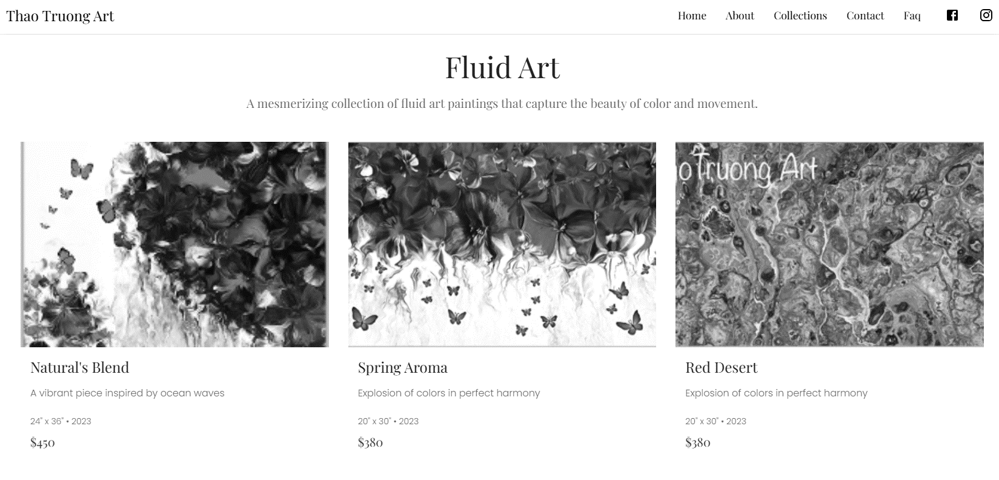 Thao Truong Art
Home About Collections Contact Faq
Fluid Art
A mesmerizing collection of fluid art paintings that capture the beauty of color and movement.
oTruong Art
Natural's Blend
A vibrant piece inspired by ocean waves
24" x 36" • 2023
$450
Spring Aroma
Explosion of colors in perfect harmony
20" x 30" • 2023
$380
Red Desert
Explosion of colors in perfect harmony
20" x 30" • 2023
$380